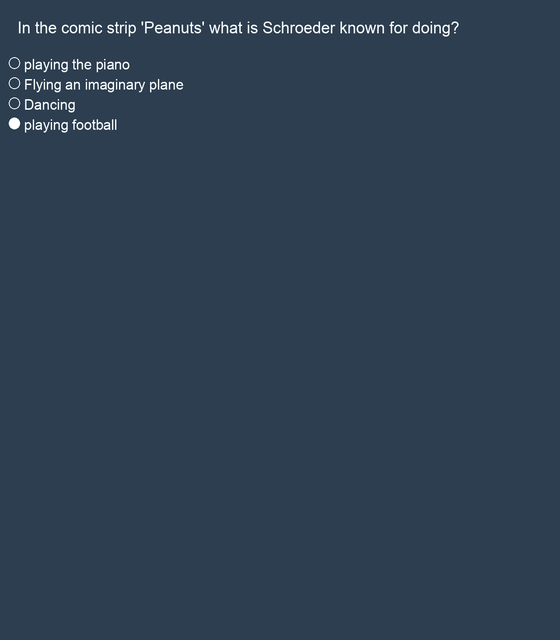 In the comic strip 'Peanuts' what is Schroeder known for doing?
playing the piano
Flying an imaginary plane
Dancing
playing football